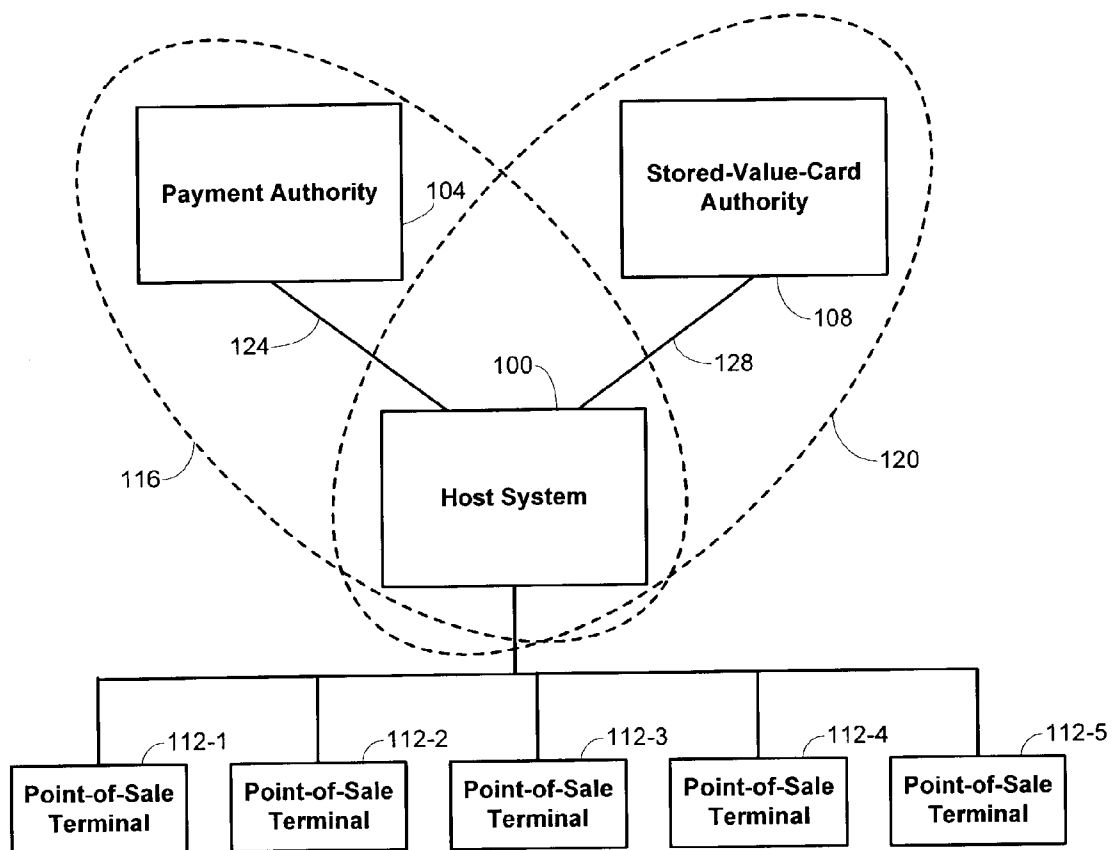 Payment Authority
104
Stored-Value-Card
Authority
108
124
128
100
Host System
116
120
112-1
112-2
112-3
112-4
112-5
Point-of-Sale
Terminal
Point-of-Sale
Terminal
Point-of-Sale
Terminal
Point-of-Sale
Terminal
Point-of-Sale
Terminal